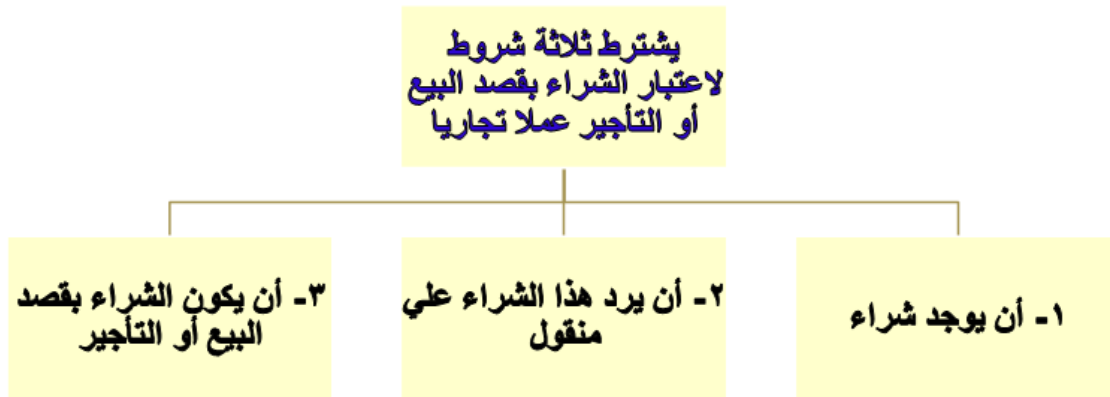 يشترط ثلاثة شروط
لاعتبار الشراء بقصد البيع
أو التأجير عملا تجاريا
١- أن يوجد شراء
٢- أن يرد هذا الشراء علي
منقول
٣- أن يكون الشراء بقصد
البيع أو التأجير